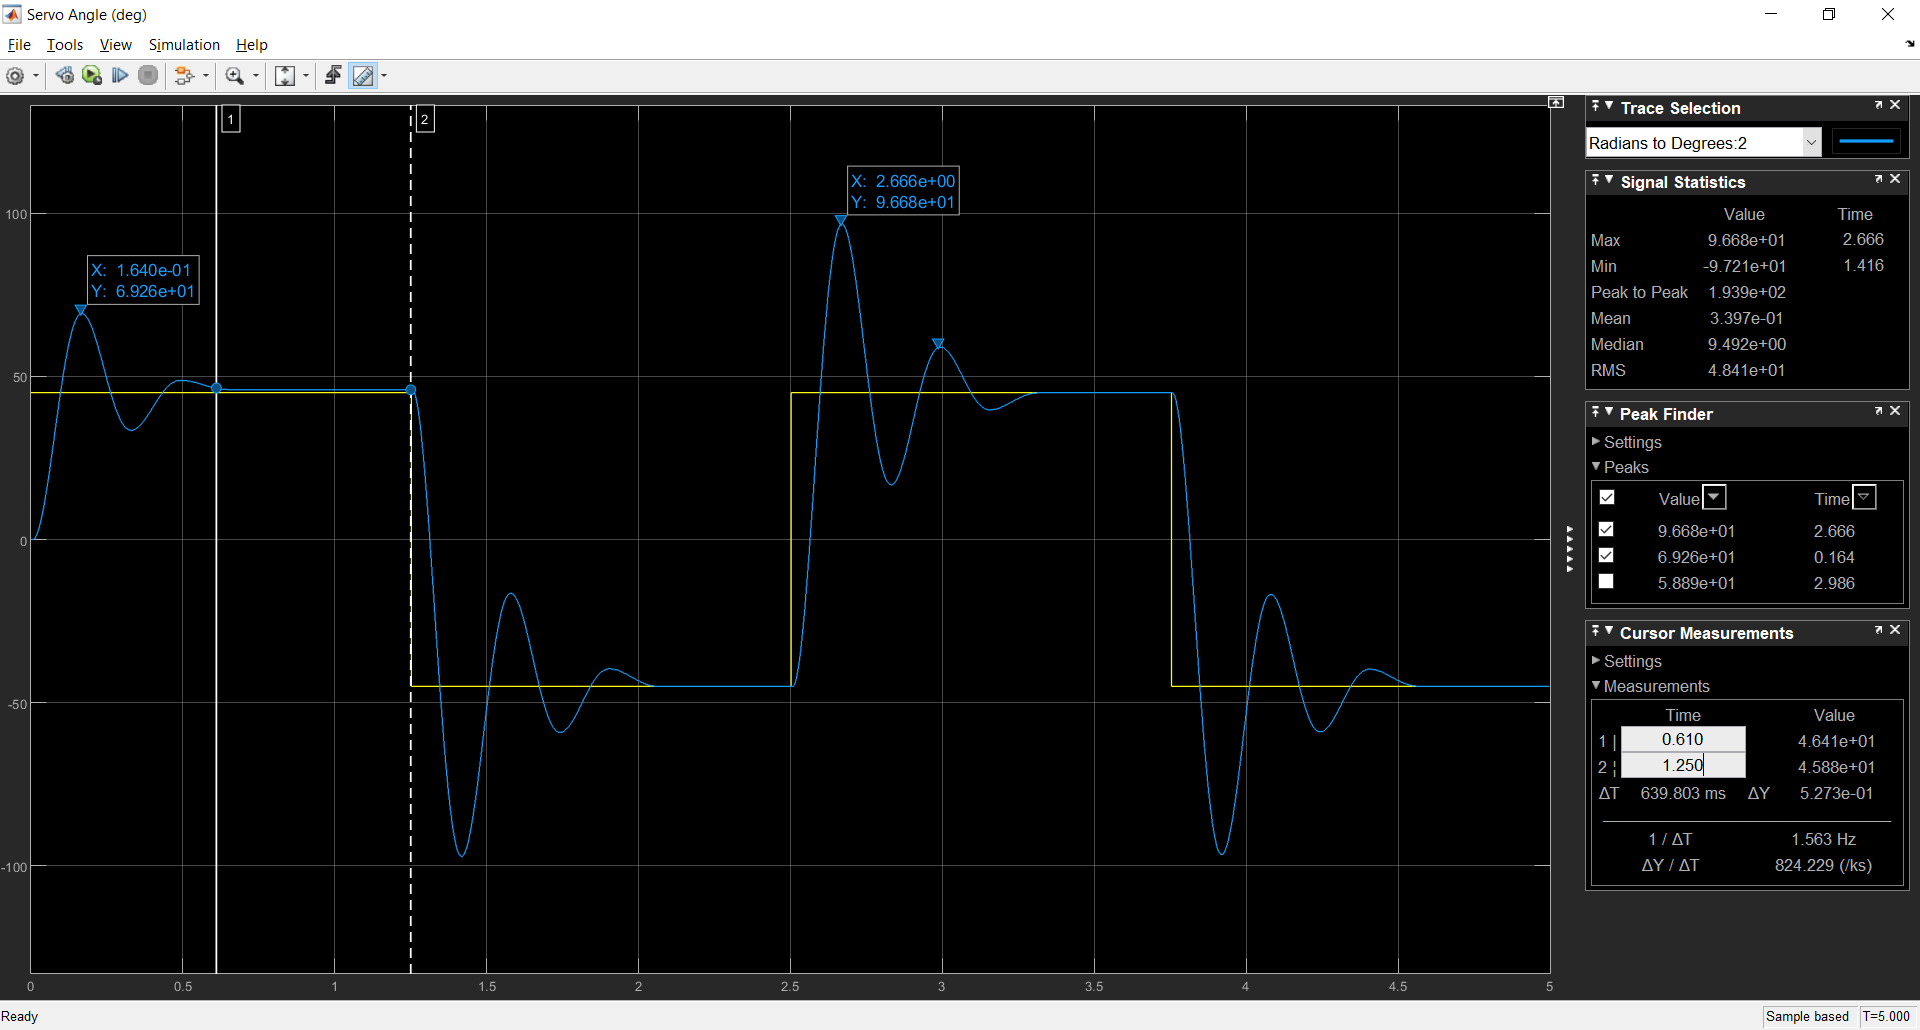 Servo Angle (deg)
File Tools View Simulation Help
1
2
X: 2.666e+00
Y: 9.668e+01
X: 1.640e-01
Y: 6.926e+01
100
50
0
-50
-100
0 0.5 1 1.5 2 2.5 3 3.5 4 4.5 5
Trace Selection
Radians to Degrees:2
Signal Statistics
Value Time
Max 9.668e+01 2.666
Min -9.721e+01 1.416
Peak to Peak 1.939e+02
Mean 3.397e-01
Median 9.492e+00
RMS 4.841e+01
Peak Finder
Settings
Peaks
Value Time
9.668e+01 2.666
6.926e+01 0.164
5.889e+01 2.986
Cursor Measurements
Settings
Measurements
Time Value
1 | 0.610 4.641e+01
2 ¦ 1.250 4.588e+01
ΔT 639.803 ms ΔY 5.273e-01
1 / ΔT 1.563 Hz
ΔY / ΔT 824.229 (/ks)
Ready
Sample based T=5.000